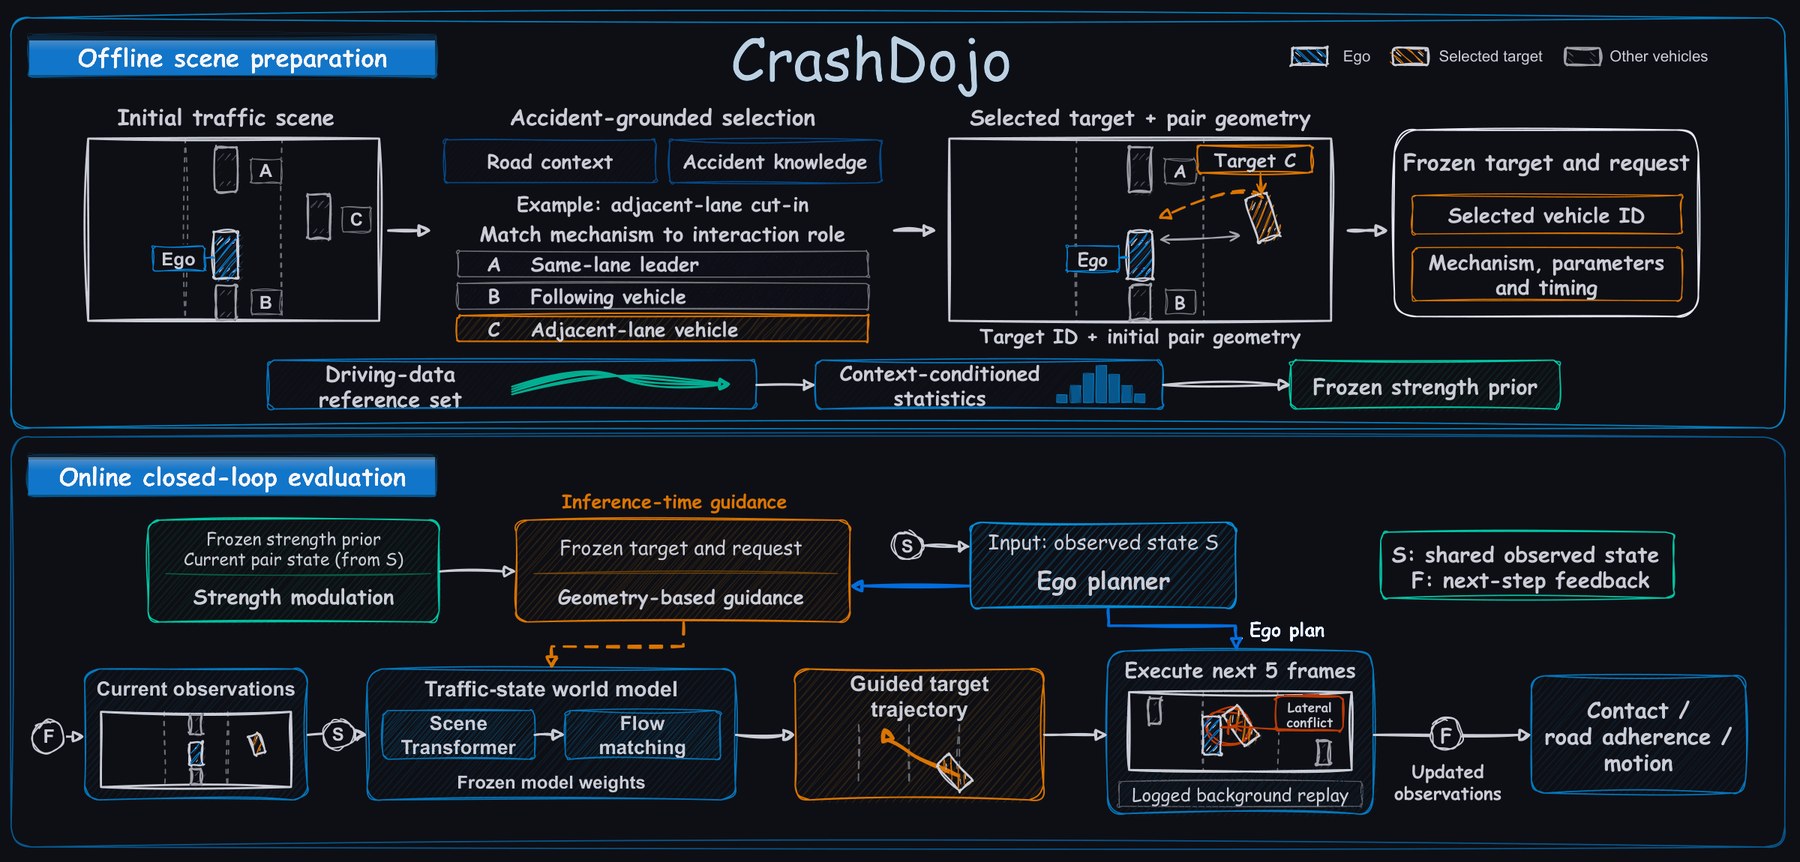 Offline scene preparation
CrashDojo
Ego
Selected target
Other vehicles
Initial traffic scene
A
C
Ego
B
Accident-grounded selection
Road context
Accident knowledge
Example: adjacent-lane cut-in
Match mechanism to interaction role
A Same-lane leader
B Following vehicle
C Adjacent-lane vehicle
Selected target + pair geometry
A
Target C
Ego
B
Target ID + initial pair geometry
Frozen target and request
Selected vehicle ID
Mechanism, parameters
and timing
Driving-data
reference set
Context-conditioned
statistics
Frozen strength prior
Online closed-loop evaluation
Inference-time guidance
Frozen strength prior
Current pair state (from S)
Strength modulation
Frozen target and request
Geometry-based guidance
S
Input: observed state S
Ego planner
S: shared observed state
F: next-step feedback
Ego plan
F
Current observations
S
Traffic-state world model
Scene
Transformer
Flow
matching
Frozen model weights
Guided target
trajectory
Execute next 5 frames
Lateral
conflict
Logged background replay
F
Updated
observations
Contact /
road adherence /
motion